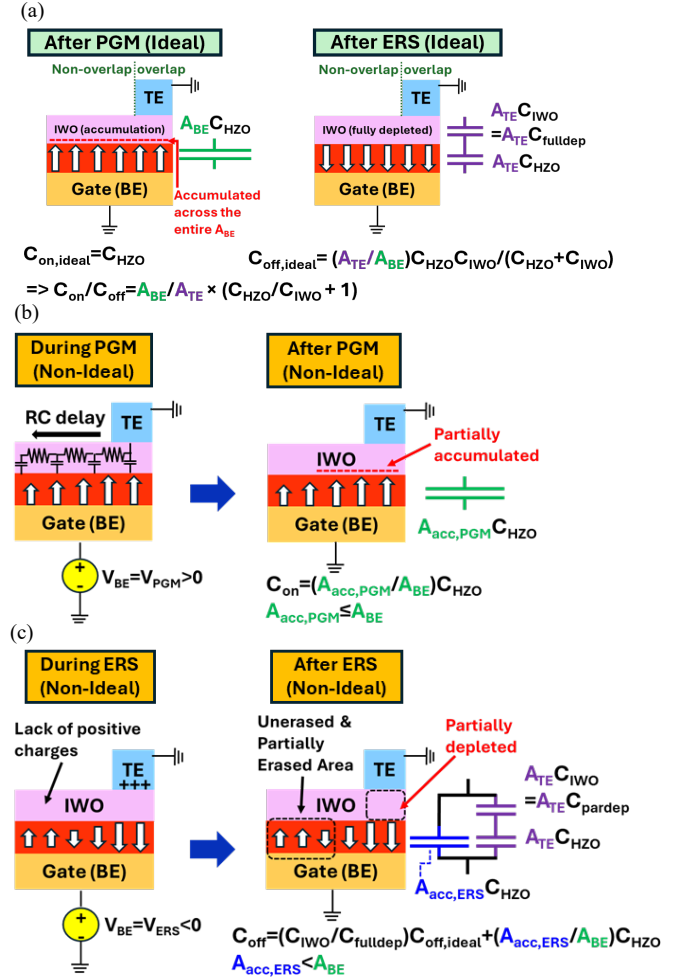 (a)
After PGM (Ideal)
After ERS (Ideal)
Non-overlap overlap
Non-overlap overlap
TE
TE
IWO (accumulation)
A_BE C_HZO
IWO (fully depleted)
A_TE C_IWO
=A_TE C_fulldep
A_TE C_HZO
Gate (BE)
Gate (BE)
Accumulated
across the
entire A_BE
C_on,ideal=C_HZO
C_off,ideal= (A_TE/A_BE)C_HZO C_IWO/(C_HZO+C_IWO)
=> C_on/C_off=A_BE/A_TE × (C_HZO/C_IWO + 1)
(b)
During PGM
(Non-Ideal)
After PGM
(Non-Ideal)
RC delay
TE
TE
Partially
accumulated
IWO
Gate (BE)
Gate (BE)
A_acc,PGM C_HZO
+
-
V_BE=V_PGM>0
C_on=(A_acc,PGM/A_BE)C_HZO
A_acc,PGM≤A_BE
(c)
During ERS
(Non-Ideal)
After ERS
(Non-Ideal)
Lack of positive
charges
Unerased &
Partially
Erased Area
Partially
depleted
TE
+++
TE
IWO
IWO
A_TE C_IWO
=A_TE C_pardep
A_TE C_HZO
Gate (BE)
Gate (BE)
A_acc,ERS C_HZO
+
-
V_BE=V_ERS<0
C_off=(C_IWO/C_fulldep)C_off,ideal+(A_acc,ERS/A_BE)C_HZO
A_acc,ERS<A_BE